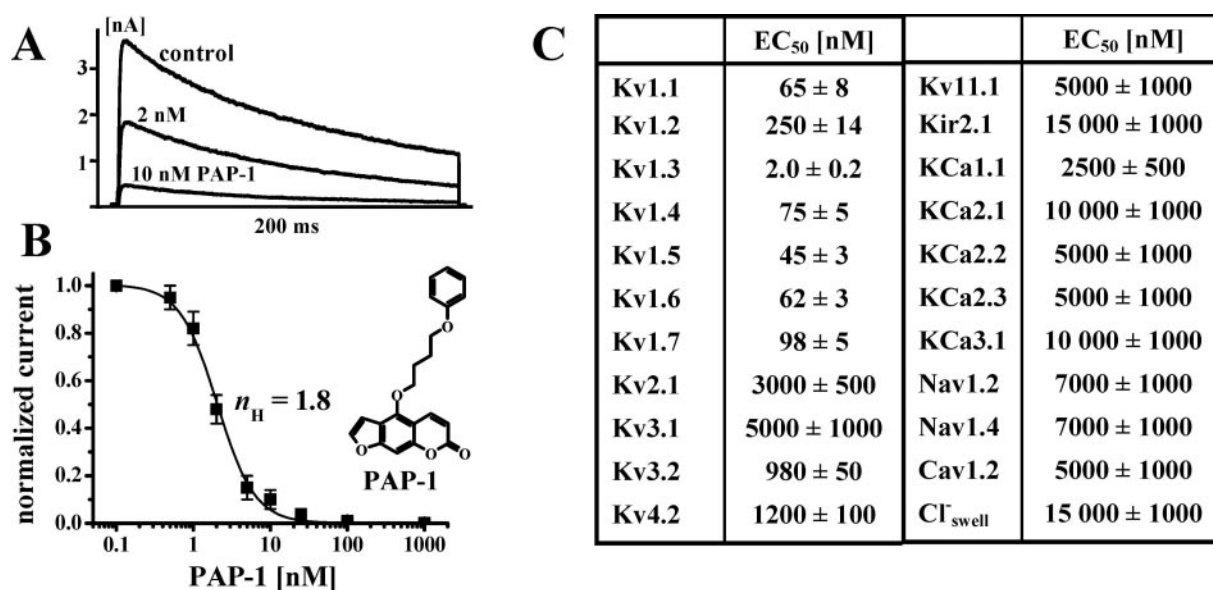 A
[nA]
control
3
2
2 nM
1
10 nM PAP-1
200 ms
B
normalized current
1.0
0.8
0.6
0.4
0.2
0.0
n_H = 1.8
O
O
O
O
O
PAP-1
0.1 1 10 100 1000
PAP-1 [nM]
C
EC₅₀ [nM] EC₅₀ [nM]
Kv1.1 65 ± 8 Kv11.1 5000 ± 1000
Kv1.2 250 ± 14 Kir2.1 15 000 ± 1000
Kv1.3 2.0 ± 0.2 KCa1.1 2500 ± 500
Kv1.4 75 ± 5 KCa2.1 10 000 ± 1000
Kv1.5 45 ± 3 KCa2.2 5000 ± 1000
Kv1.6 62 ± 3 KCa2.3 5000 ± 1000
Kv1.7 98 ± 5 KCa3.1 10 000 ± 1000
Kv2.1 3000 ± 500 Nav1.2 7000 ± 1000
Kv3.1 5000 ± 1000 Nav1.4 7000 ± 1000
Kv3.2 980 ± 50 Cav1.2 5000 ± 1000
Kv4.2 1200 ± 100 Cl⁻swell 15 000 ± 1000